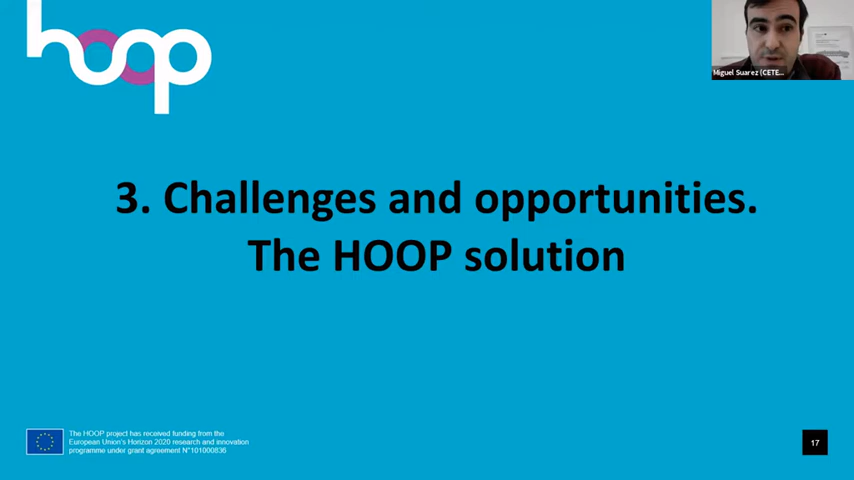 hoop
Miguel Suarez (CETE...
3. Challenges and opportunities.
The HOOP solution
The HOOP project has received funding from the
European Union's Horizon 2020 research and innovation
programme under grant agreement N°101000836
17